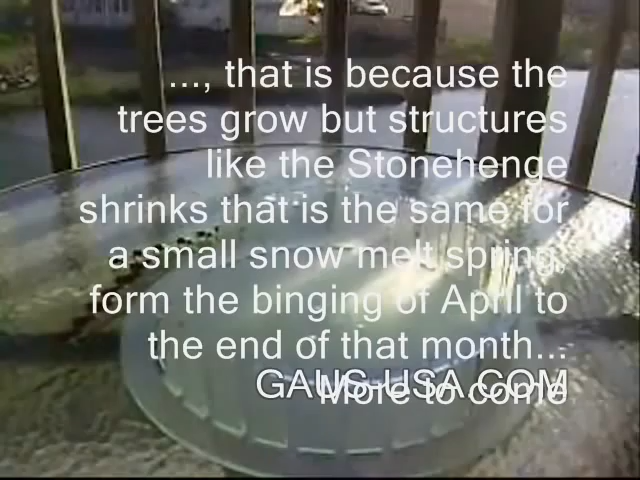 ..., that is because the
trees grow but structures
like the Stonehenge
shrinks that is the same for
a small snow melt spring,
form the binging of April to
the end of that month...
More to come
GAUS-USA.COM